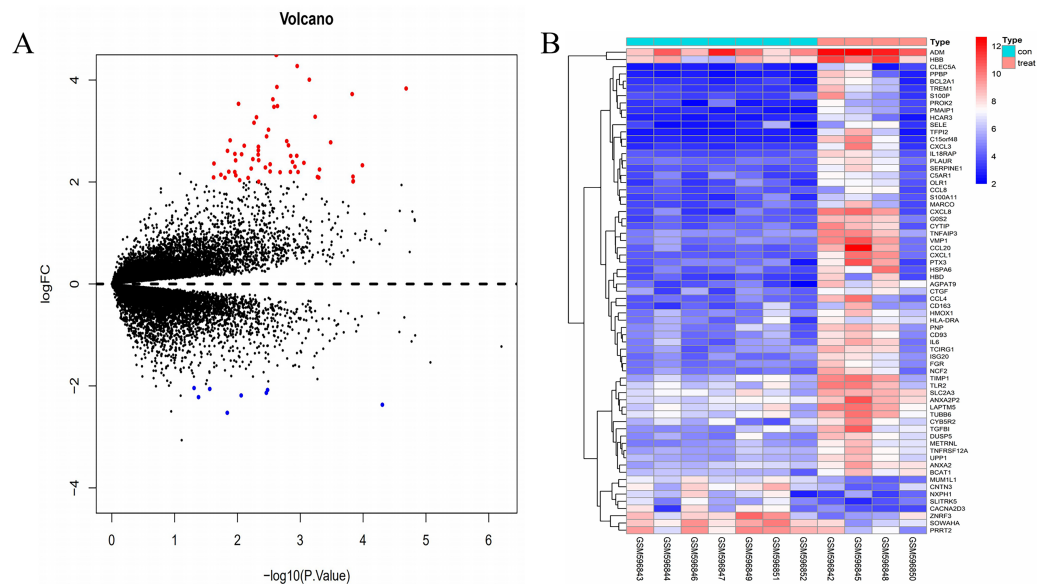 Volcano
A
4
2
0
−2
−4
logFC
0
1
2
3
4
5
6
−log10(P.Value)
B
Type
ADM
HBB
CLEC5A
PPBP
BCL2A1
TREM1
S100P
PROK2
PMAIP1
HCAR3
SELE
TFPI2
C15orf48
CXCL3
IL18RAP
PLAUR
SERPINE1
C5AR1
OLR1
CCL8
S100A11
MARCO
CXCL8
G0S2
CYTIP
TNFAIP3
VMP1
CCL20
CXCL1
PTX3
HSPA6
HBD
AGPAT9
CTGF
CCL4
CD163
HMOX1
HLA-DRA
PNP
CD93
IL6
TCIRG1
ISG20
FGR
NCF2
TIMP1
TLR2
SLC2A3
ANXA2P2
LAPTM5
TUBB6
CYB5R2
TGFBI
DUSP5
METRNL
TNFRSF12A
UPP1
ANXA2
BCAT1
MUM1L1
CNTN3
NXPH1
SLITRK5
CACNA2D3
ZNRF3
SOWAHA
PRRT2
GSM596843
GSM596844
GSM596846
GSM596847
GSM596849
GSM596851
GSM596852
GSM596842
GSM596845
GSM596848
GSM596850
12
10
8
6
4
2
Type
con
treat